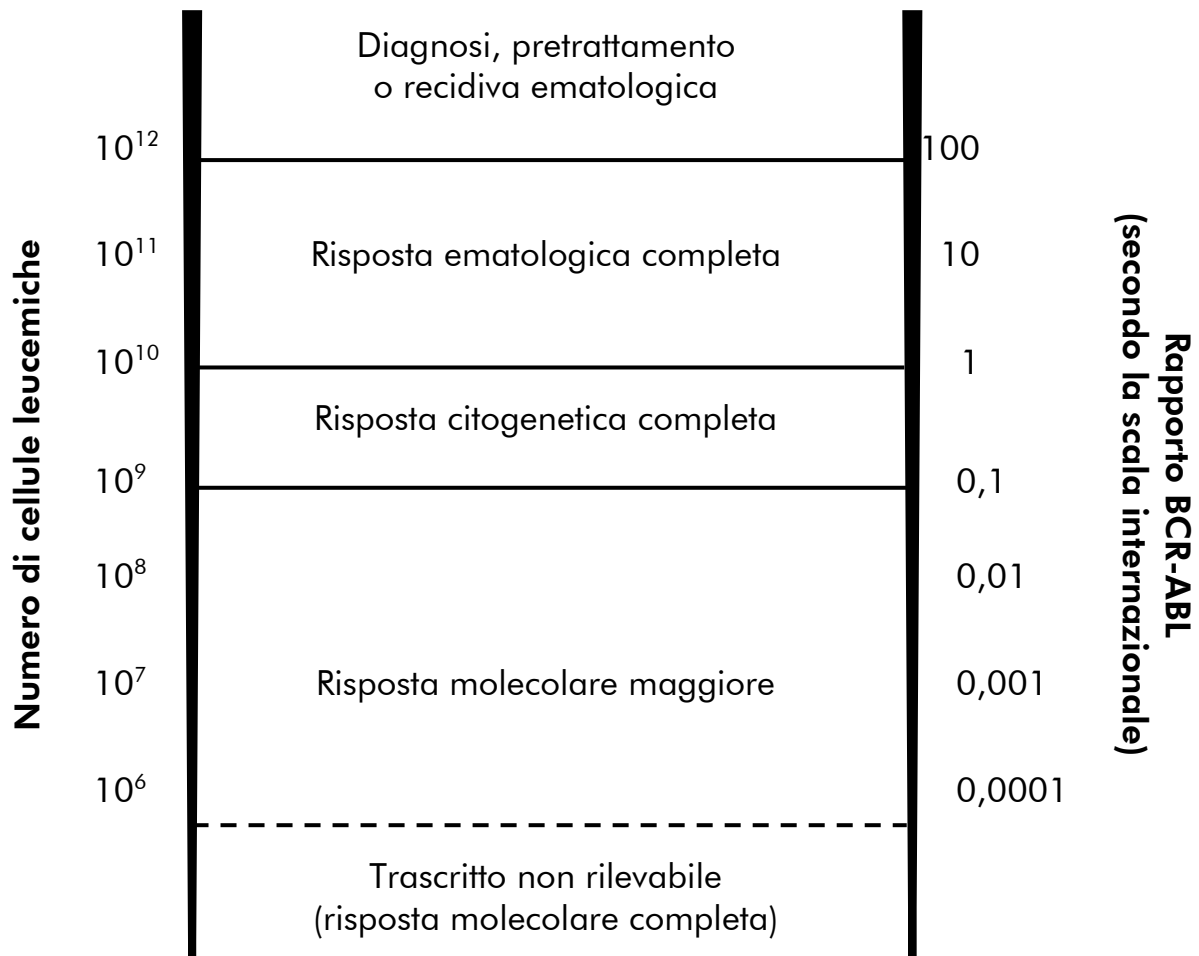 Diagnosi, pretrattamento
o recidiva ematologica
10¹² 100
10¹¹ Risposta ematologica completa 10
10¹⁰ 1
Risposta citogenetica completa
10⁹ 0,1
10⁸ 0,01
10⁷ Risposta molecolare maggiore 0,001
10⁶ 0,0001
Trascritto non rilevabile
(risposta molecolare completa)
Numero di cellule leucemiche
Rapporto BCR-ABL
(secondo la scala internazionale)